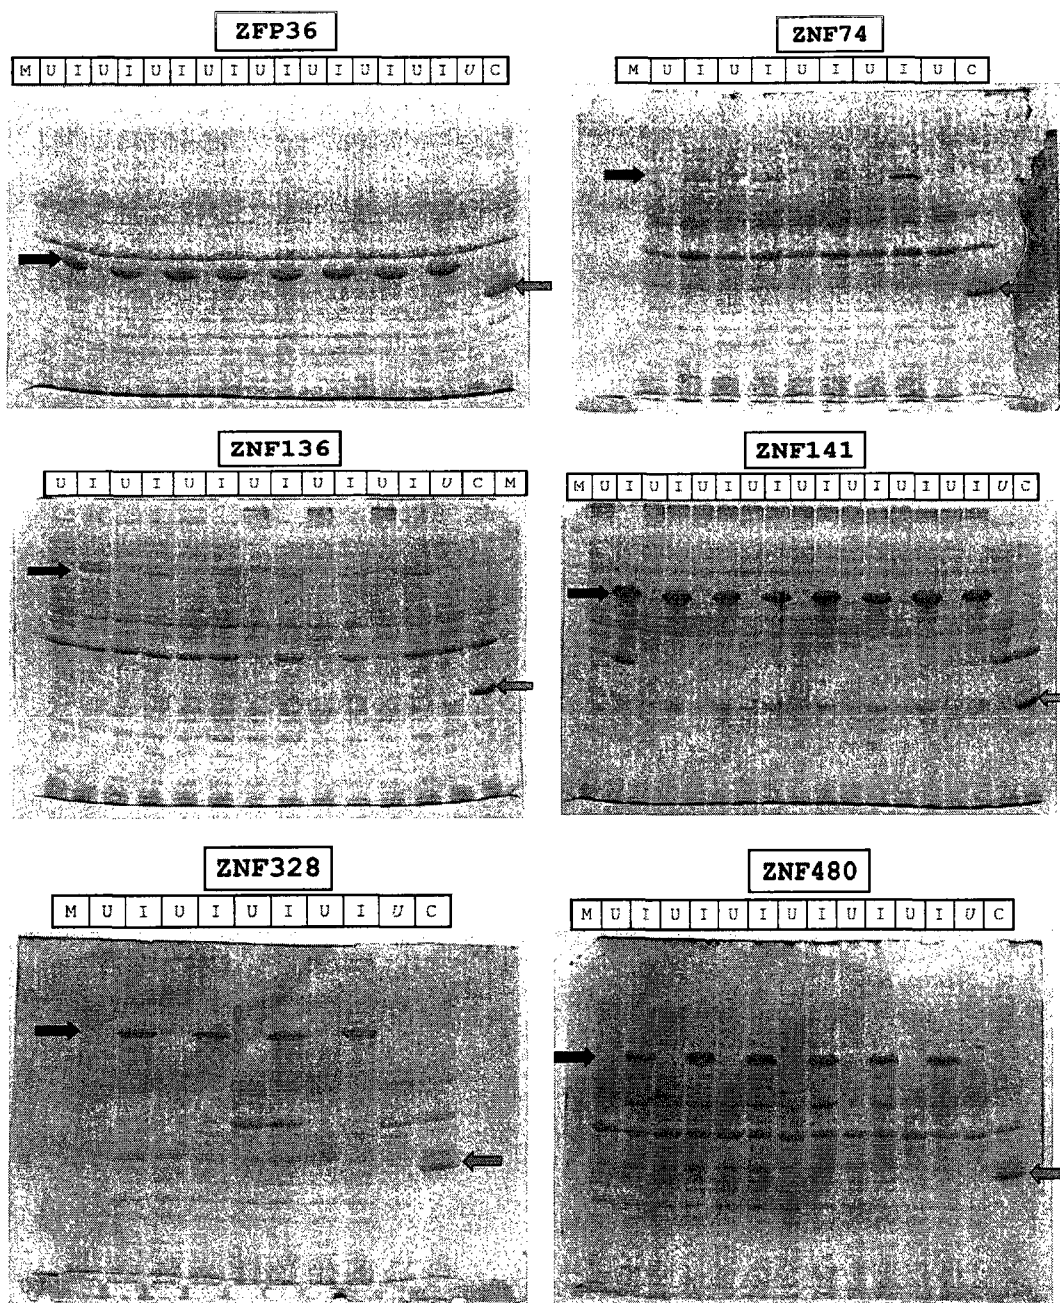 ZFP36
M U I U I U I U I U I U I U I U I U C
ZNF74
M U I U I U I U I U C
ZNF136
U I U I U I U I U I U I U C M
ZNF141
M U I U I U I U I U I U I U I U I U C
ZNF328
M U I U I U I U I U C
ZNF480
M U I U I U I U I U I U I U C